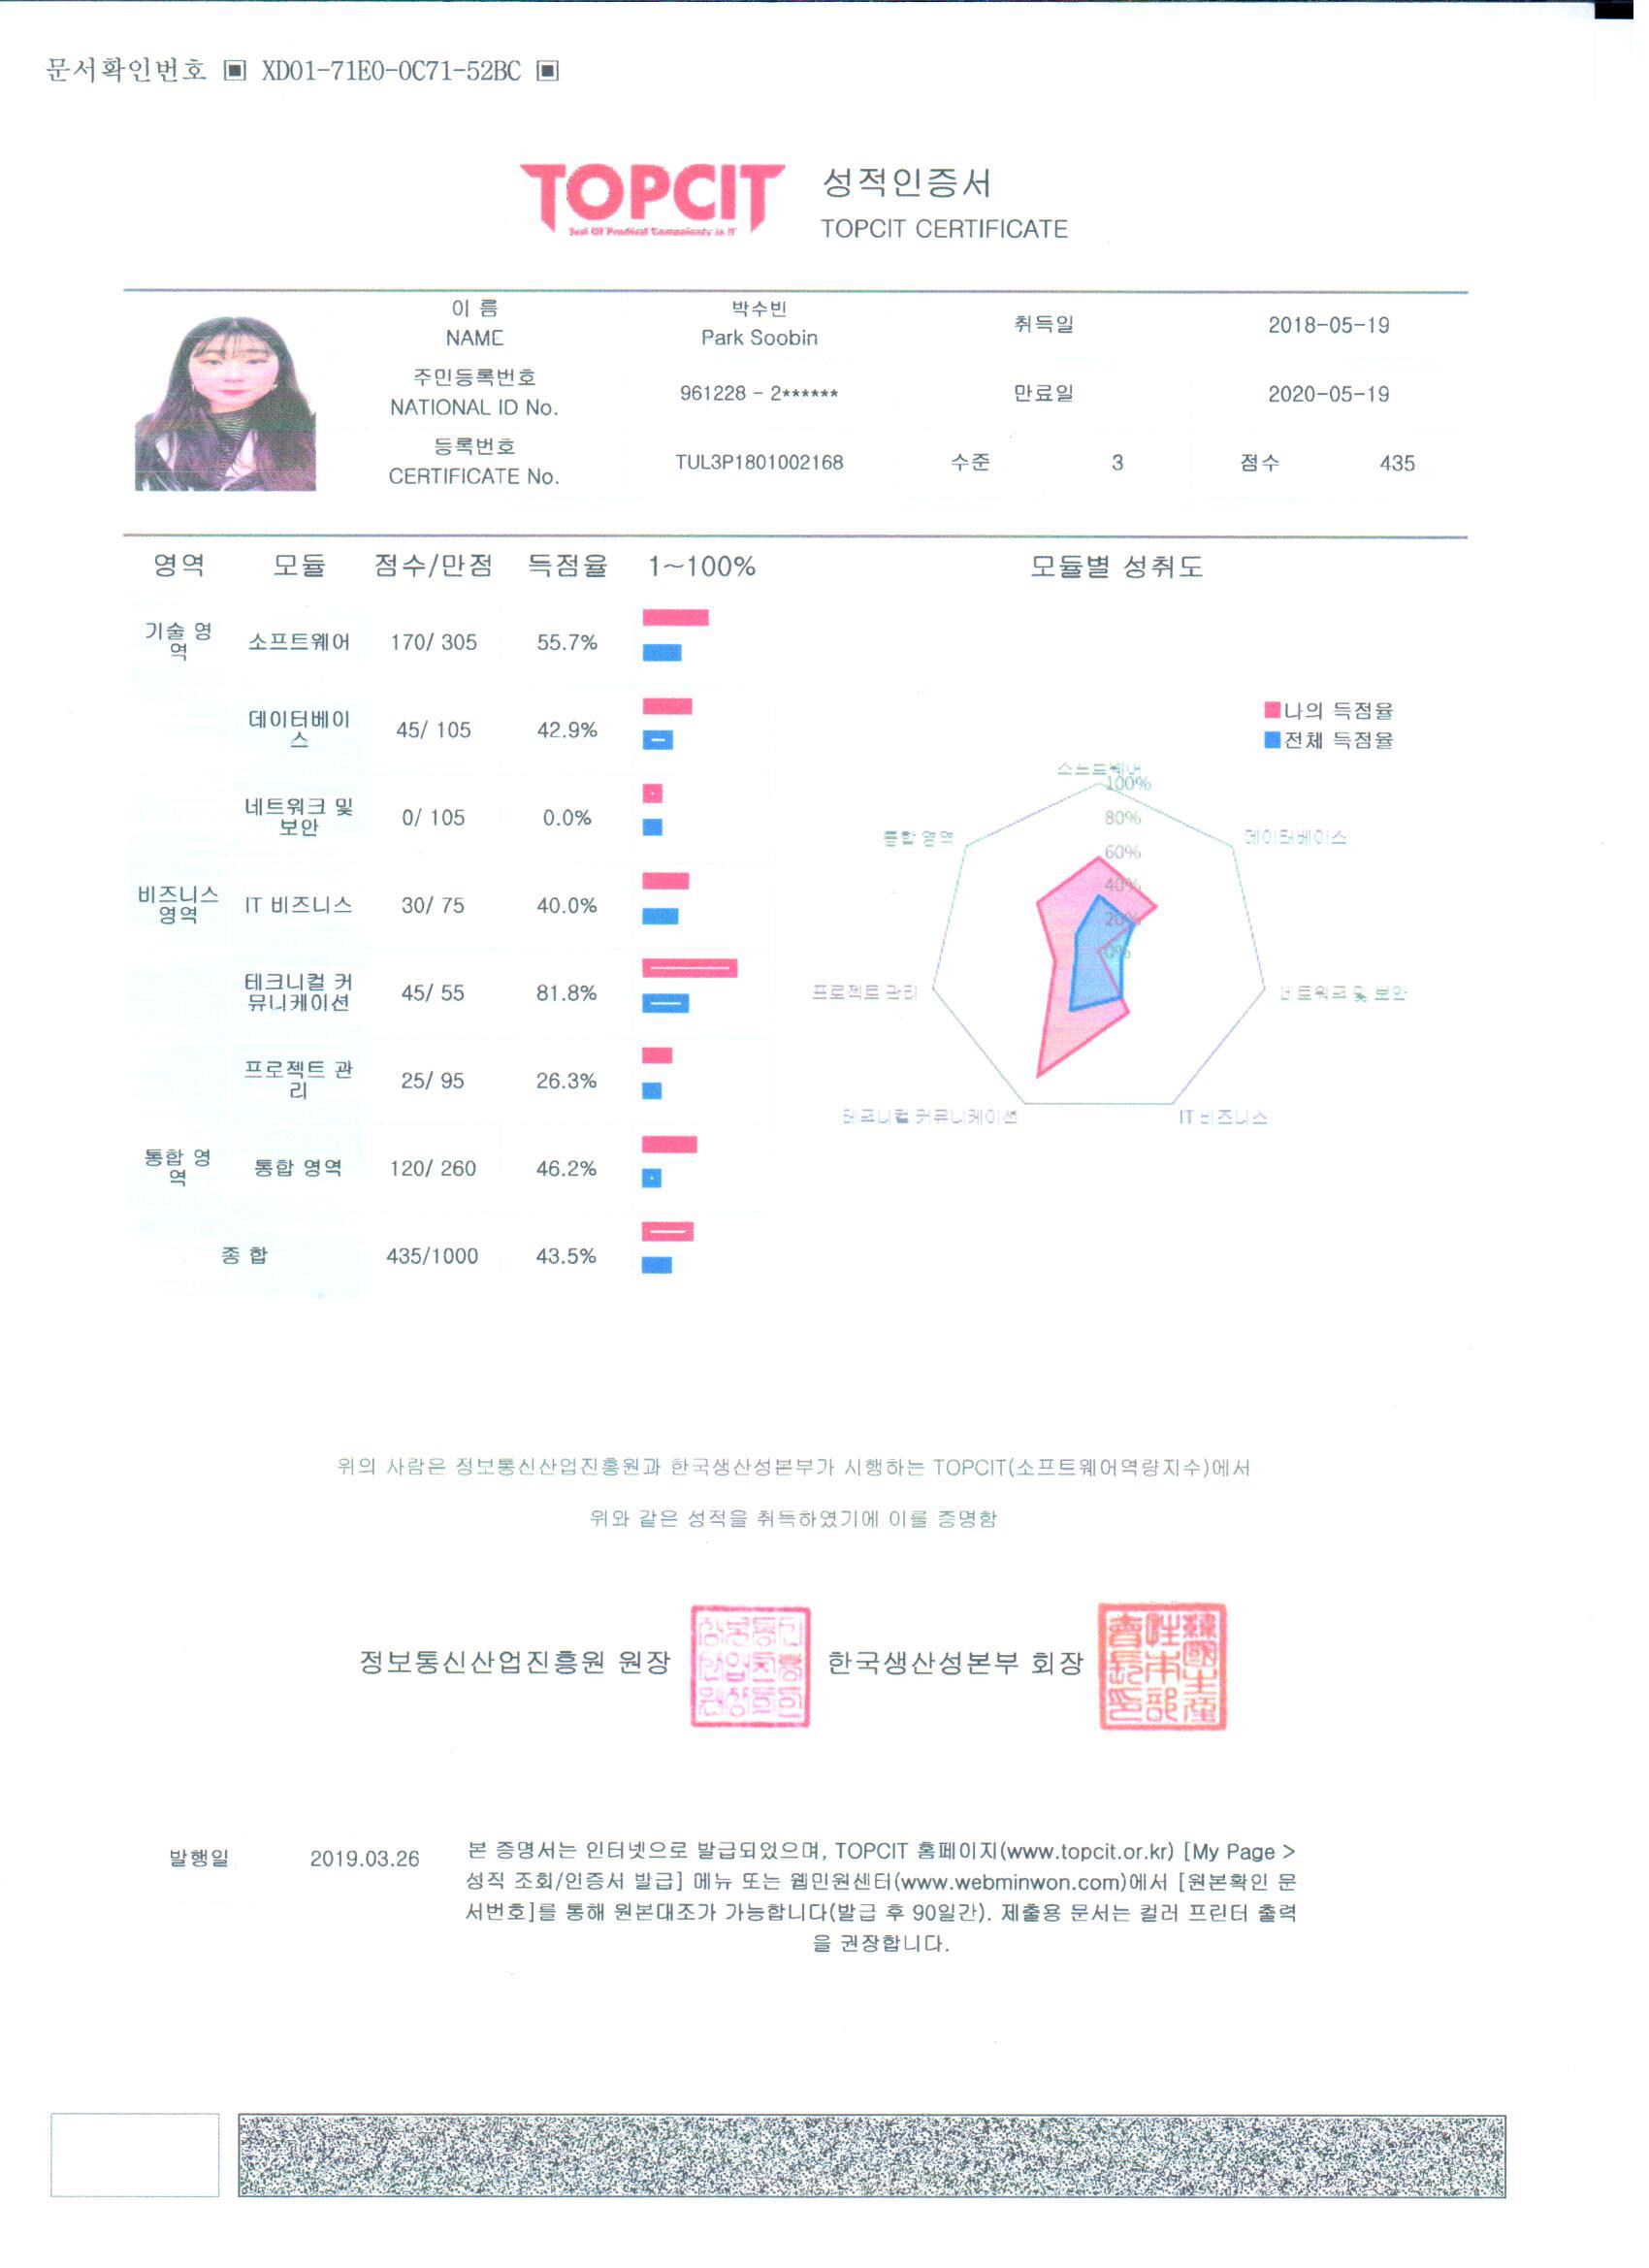 문서확인번호 ▣ XD01-71E0-0C71-52BC ▣
TOPCIT
성적인증서
TOPCIT CERTIFICATE
이 름
NAME
박수빈
Park Soobin
취득일
2018-05-19
주민등록번호
NATIONAL ID No.
961228 - 2******
만료일
2020-05-19
등록번호
CERTIFICATE No.
TUL3P1801002168
수준 3 점수 435
영역 모듈 점수/만점 득점율 1~100% 모듈별 성취도
기술 영
역
소프트웨어 170/ 305 55.7%
데이터베이
스
45/ 105 42.9%
네트워크 및
보안
0/ 105 0.0%
비즈니스
영역
IT 비즈니스 30/ 75 40.0%
테크니컬 커
뮤니케이션
45/ 55 81.8%
프로젝트 관
리
25/ 95 26.3%
통합 영
역
통합 영역 120/ 260 46.2%
종 합 435/1000 43.5%
나의 득점율
전체 득점율
소프트웨어
100%
80%
60%
40%
20%
0%
데이터베이스
네트워크 및 보안
IT 비즈니스
테크니컬 커뮤니케이션
프로젝트 관리
통합 영역
위의 사람은 정보통신산업진흥원과 한국생산성본부가 시행하는 TOPCIT(소프트웨어역량지수)에서
위와 같은 성적을 취득하였기에 이를 증명함
정보통신산업진흥원 원장
한국생산성본부 회장
발행일 2019.03.26
본 증명서는 인터넷으로 발급되었으며, TOPCIT 홈페이지(www.topcit.or.kr) [My Page >
성적 조회/인증서 발급] 메뉴 또는 웹민원센터(www.webminwon.com)에서 [원본확인 문
서번호]를 통해 원본대조가 가능합니다(발급 후 90일간). 제출용 문서는 컬러 프린터 출력
을 권장합니다.